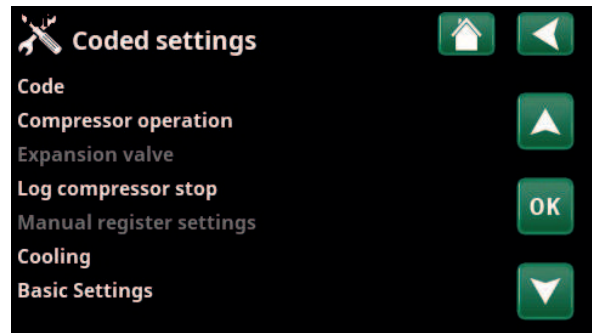 Coded settings
Code
Compressor operation
Expansion valve
Log compressor stop
OK
Manual register settings
Cooling
Basic Settings